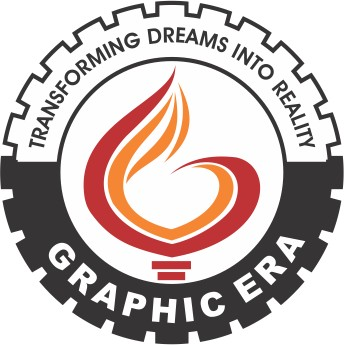 TRANSFORMING DREAMS INTO REALITY
GRAPHIC ERA